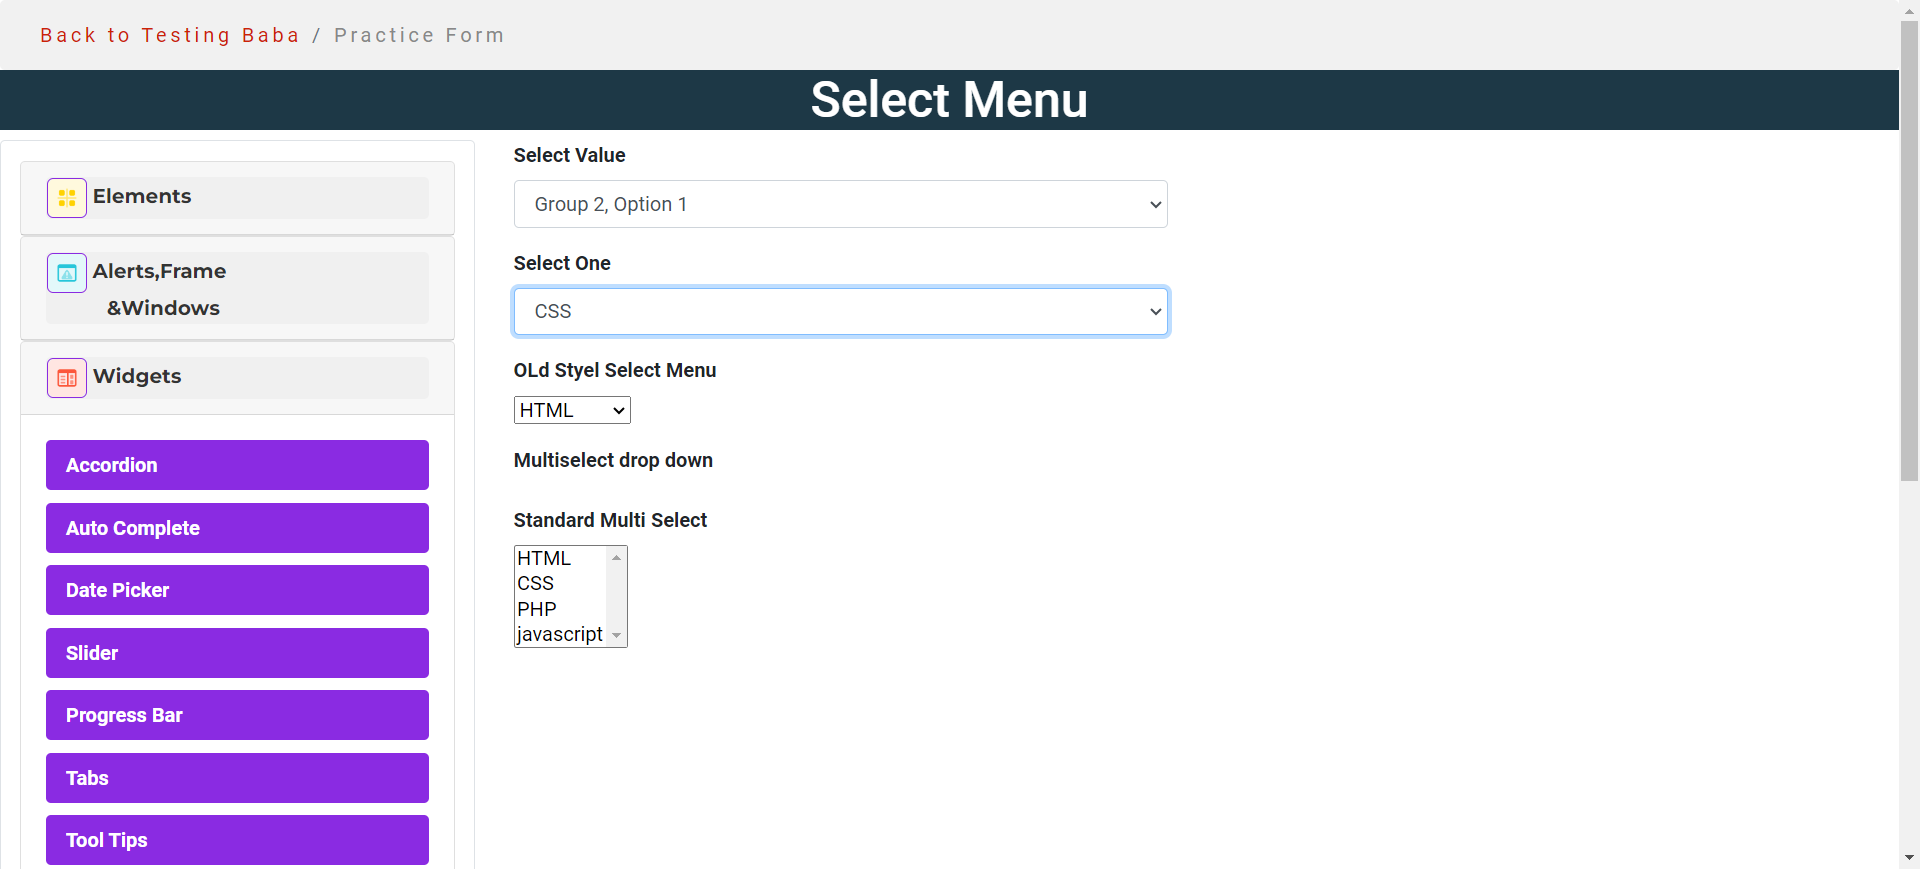 Back to Testing Baba / Practice Form
Select Menu
Elements
Alerts,Frame
&Windows
Widgets
Accordion
Auto Complete
Date Picker
Slider
Progress Bar
Tabs
Tool Tips
Select Value
Group 2, Option 1
Select One
CSS
OLd Styel Select Menu
HTML
Multiselect drop down
Standard Multi Select
HTML
CSS
PHP
javascript